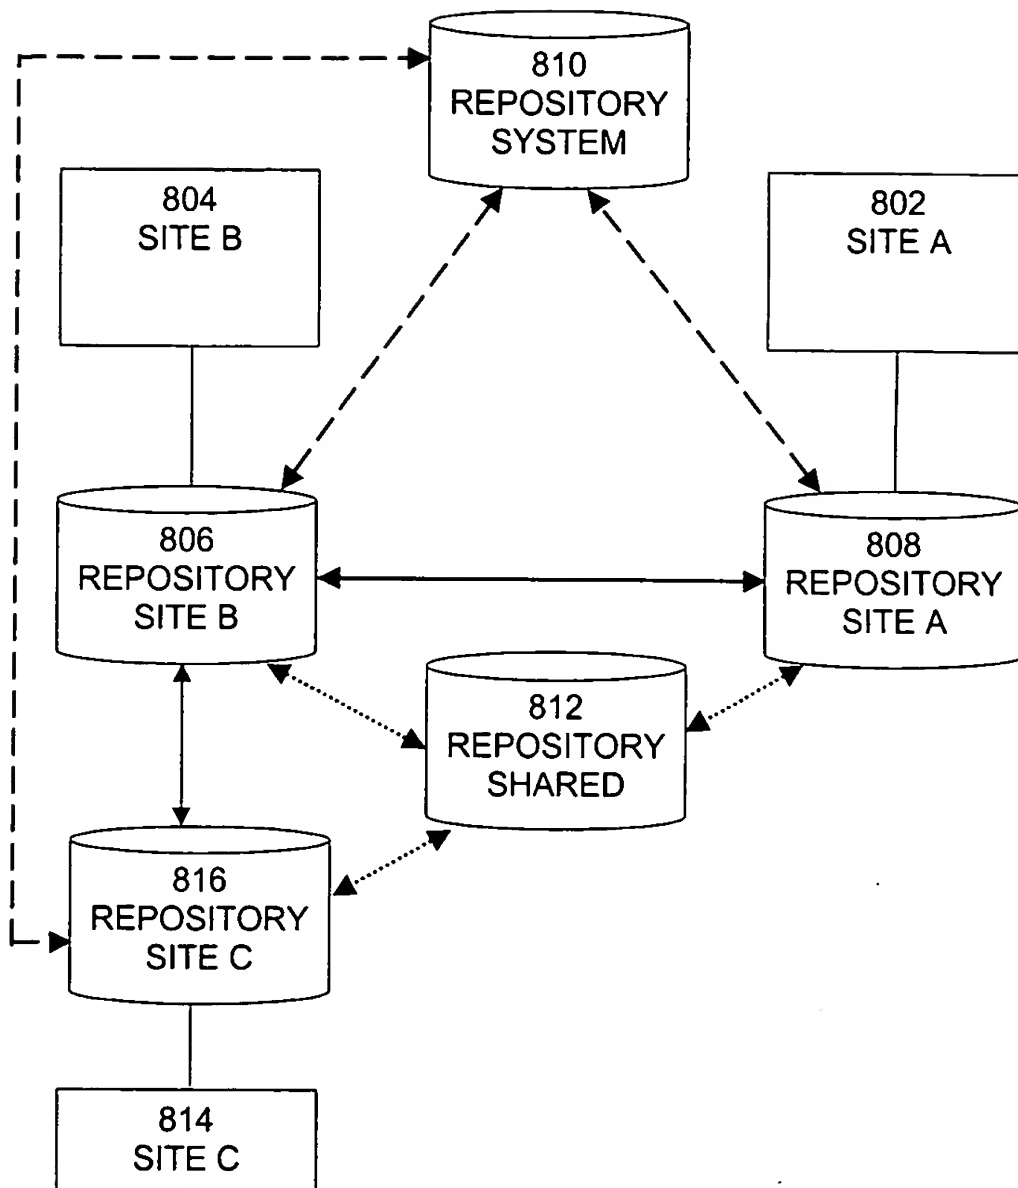 810
REPOSITORY
SYSTEM
804
SITE B
802
SITE A
806
REPOSITORY
SITE B
808
REPOSITORY
SITE A
812
REPOSITORY
SHARED
816
REPOSITORY
SITE C
814
SITE C